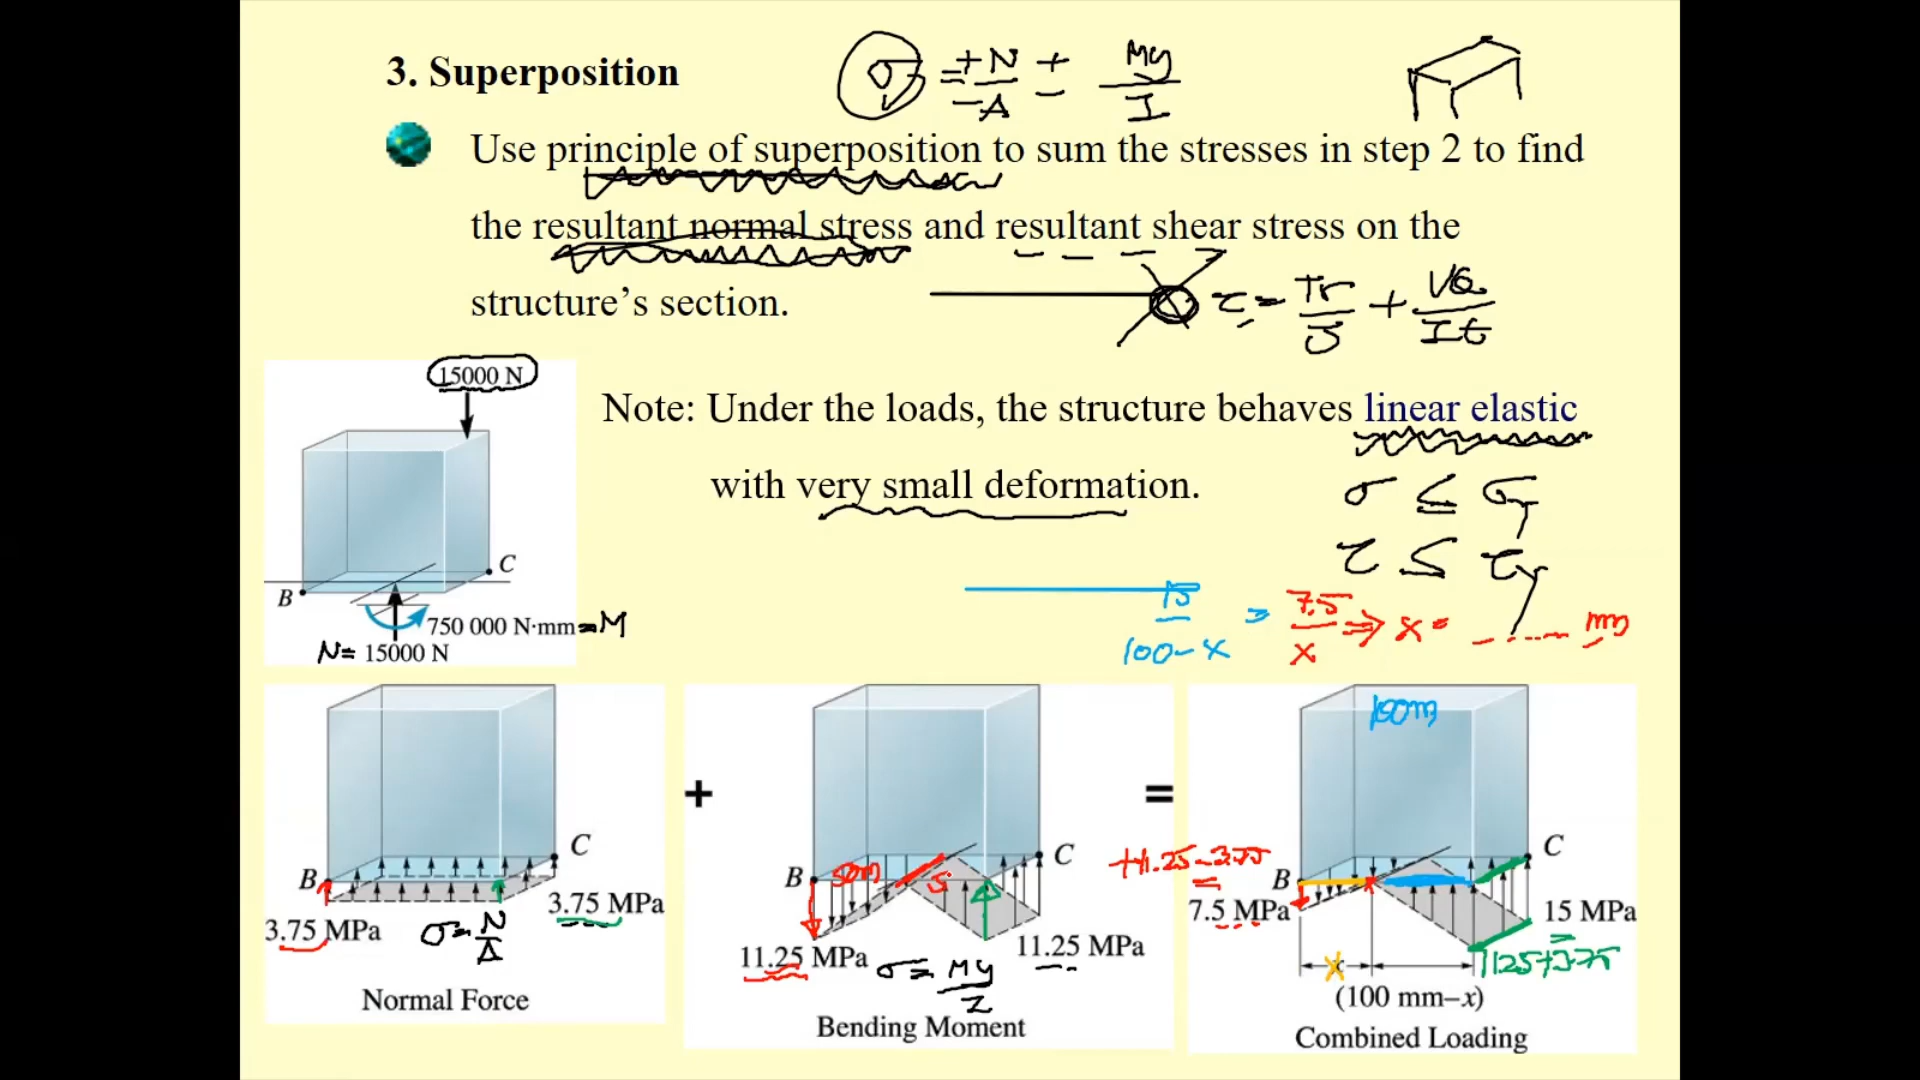 3. Superposition
σ = ± N/A ± My/I
Use principle of superposition to sum the stresses in step 2 to find
the resultant normal stress and resultant shear stress on the
structure’s section.
τ = Tr/J + VQ/It
15000 N
Note: Under the loads, the structure behaves linear elastic
with very small deformation.
σ ≤ σY
τ ≤ τY
C
B
750 000 N·mm = M
N = 15000 N
15/100-x = 7.5/x ⇒ x = ...... mm
+
=
100m
B
C
3.75 MPa
3.75 MPa
σ = N/A
Normal Force
B
50m
C
11.25 MPa
11.25 MPa
σ = My/I
Bending Moment
+11.25-3.75
B
C
7.5 MPa
15 MPa
11.25+3.75
x
(100 mm–x)
Combined Loading